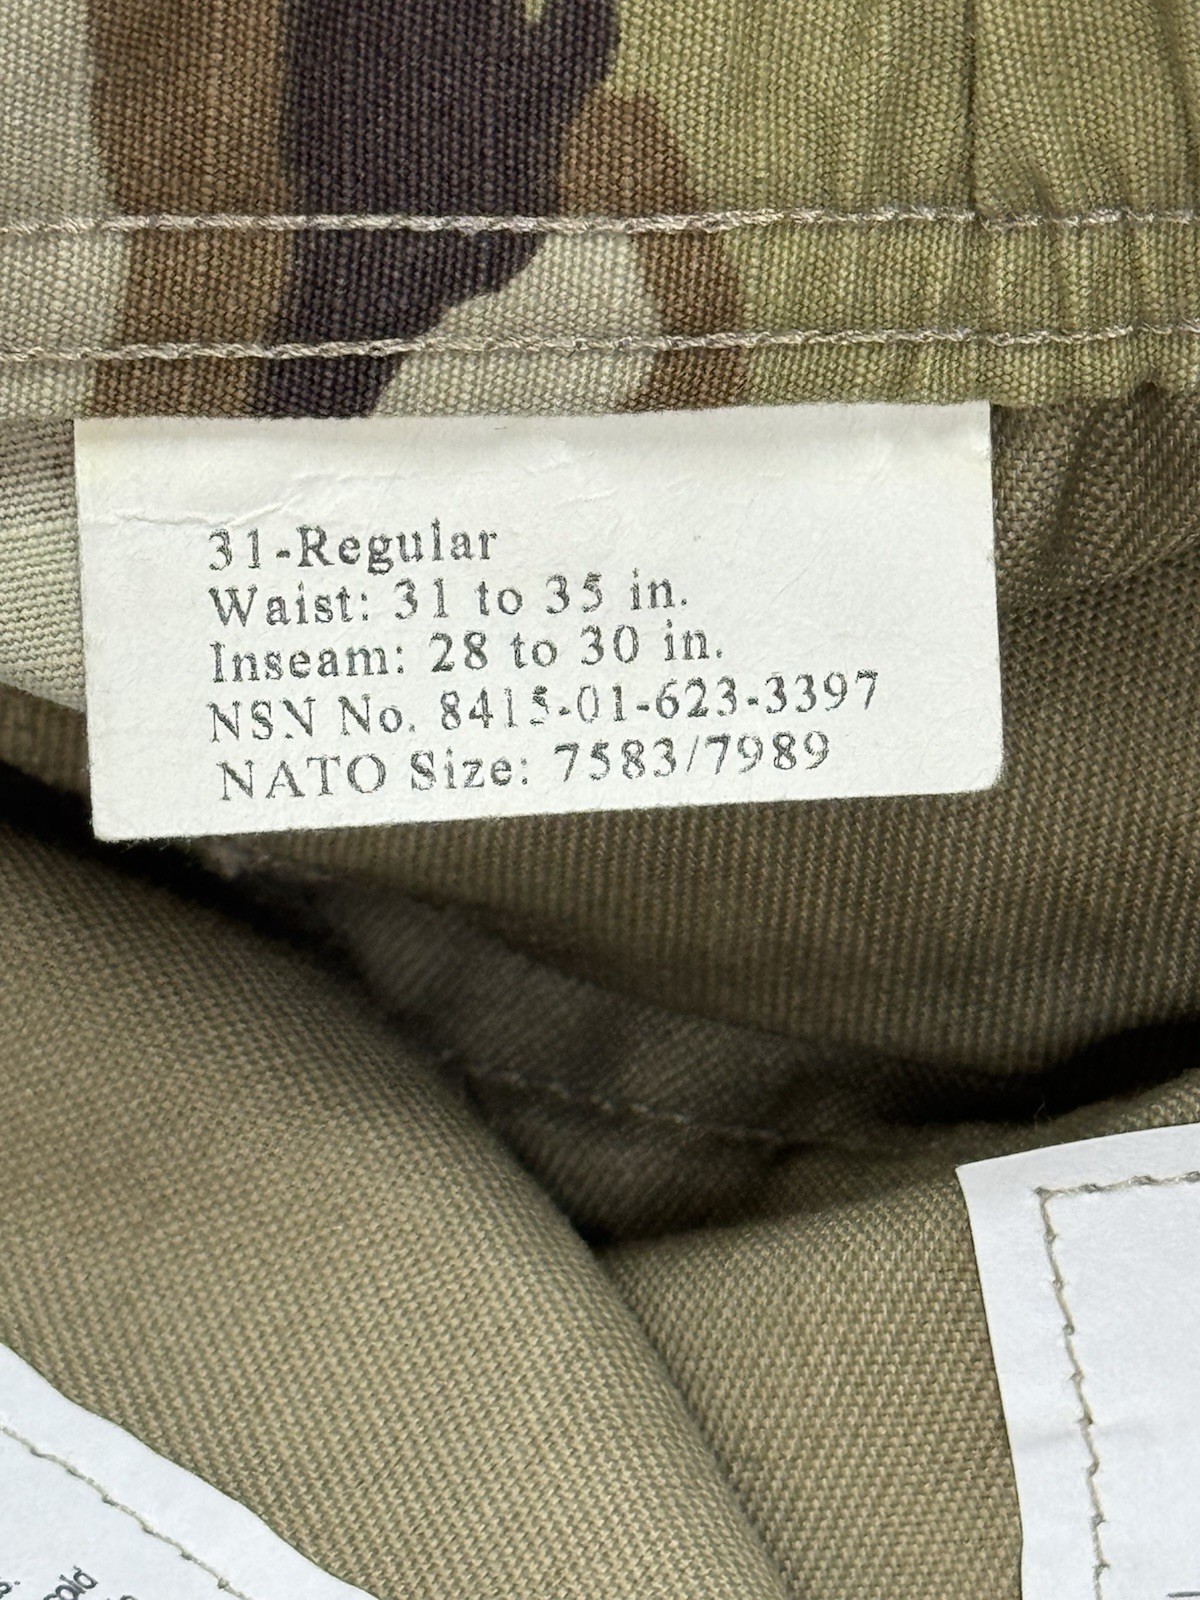 31-Regular
Waist: 31 to 35 in.
Inseam: 28 to 30 in.
NSN No. 8415-01-623-3397
NATO Size: 7583/7989
cold